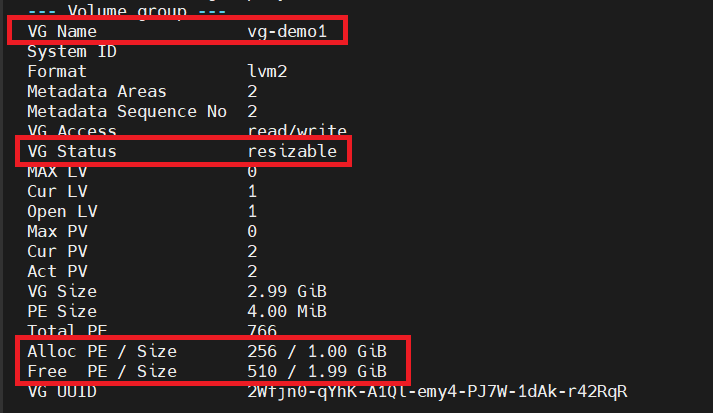 --- Volume group ---
VG Name vg-demo1
System ID
Format lvm2
Metadata Areas 2
Metadata Sequence No 2
VG Access read/write
VG Status resizable
MAX LV 0
Cur LV 1
Open LV 1
Max PV 0
Cur PV 2
Act PV 2
VG Size 2.99 GiB
PE Size 4.00 MiB
Total PE 766
Alloc PE / Size 256 / 1.00 GiB
Free PE / Size 510 / 1.99 GiB
VG UUID 2Wfjn0-qYhK-A1Ql-emy4-PJ7W-1dAk-r42RqR